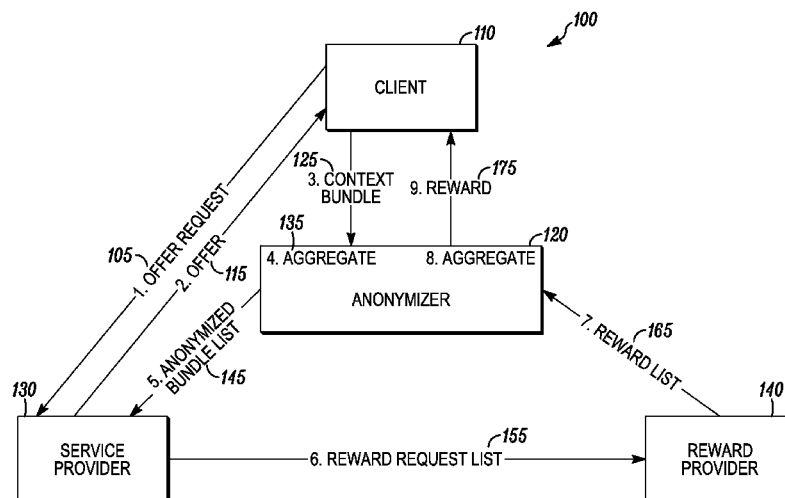 100
110
CLIENT
125
3. CONTEXT
BUNDLE
175
9. REWARD
105
1. OFFER REQUEST
2. OFFER
115
135
120
4. AGGREGATE
8. AGGREGATE
ANONYMIZER
5. ANONYMIZED
BUNDLE LIST
145
165
7. REWARD LIST
130
SERVICE
PROVIDER
155
6. REWARD REQUEST LIST
140
REWARD
PROVIDER